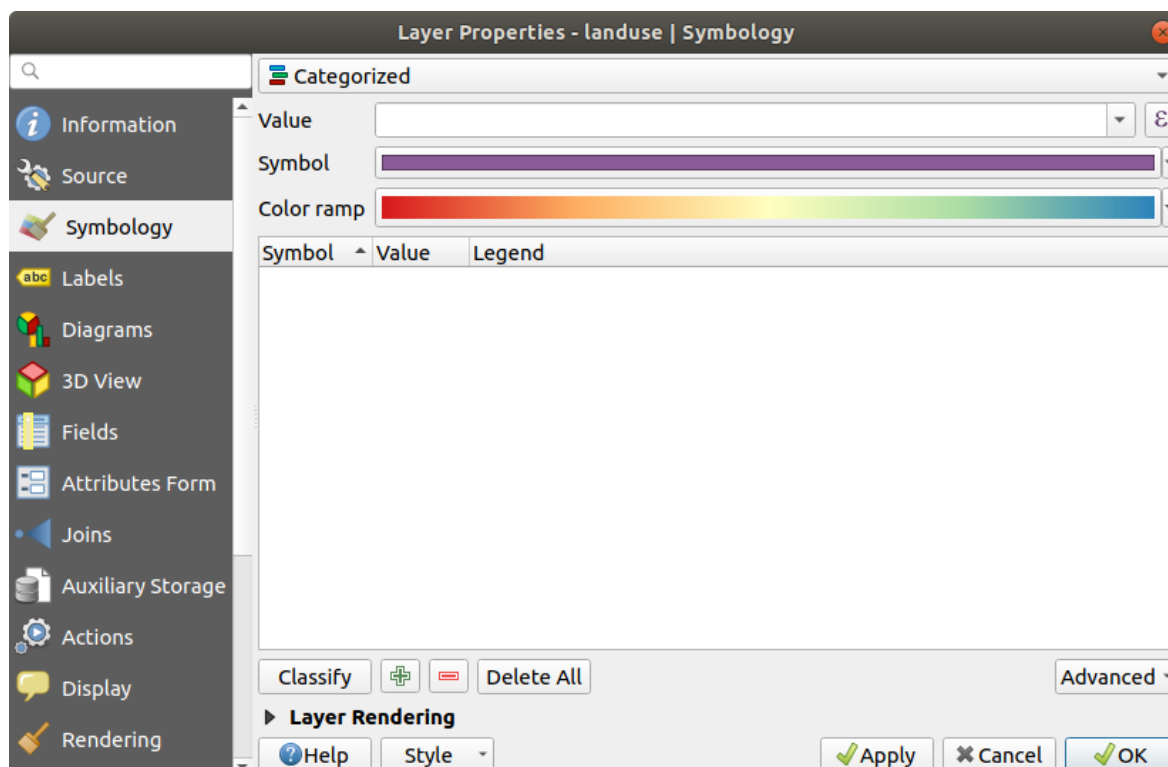 Layer Properties - landuse | Symbology
Categorized
Information
Value
ε
Source
Symbol
Symbology
Color ramp
Symbol Value Legend
abc Labels
Diagrams
3D View
Fields
Attributes Form
Joins
Auxiliary Storage
Actions
Classify Delete All Advanced
Display
Layer Rendering
Rendering
Help Style Apply Cancel OK